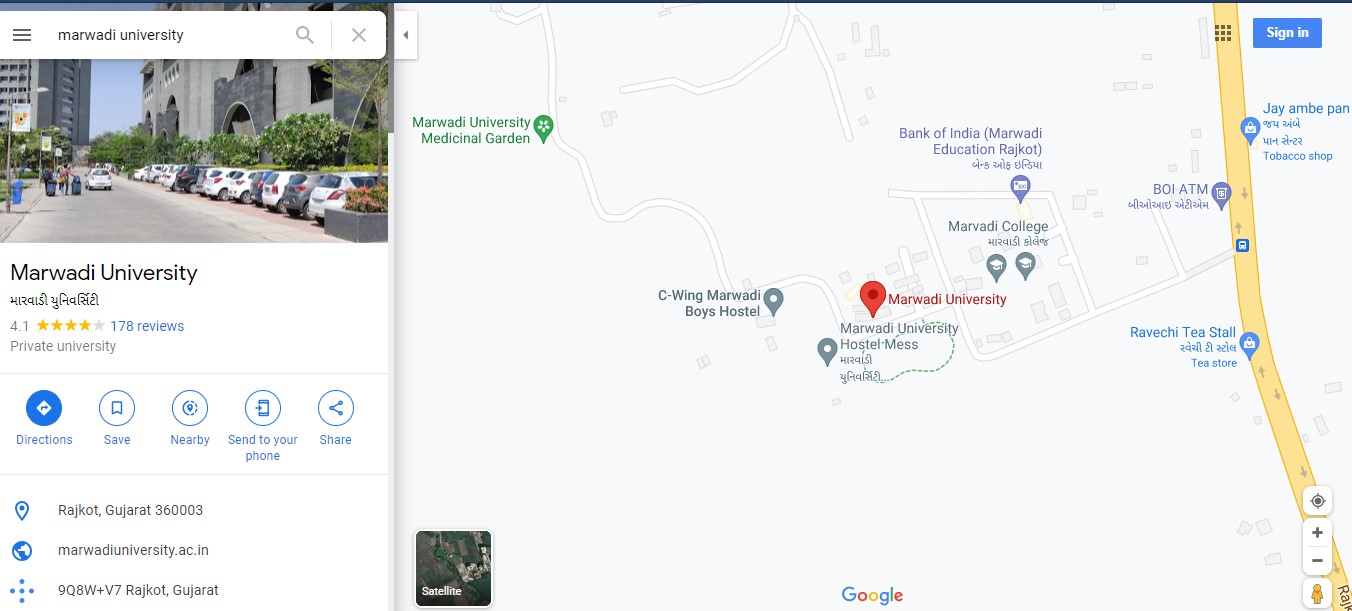 marwadi university
Marwadi University
મારવાડી યુનિવર્સિટી
4.1
178 reviews
Private university
Directions
Save
Nearby
Send to your
phone
Share
Rajkot, Gujarat 360003
marwadiuniversity.ac.in
9Q8W+V7 Rajkot, Gujarat
Sign in
Marwadi University
Medicinal Garden
Bank of India (Marwadi
Education Rajkot)
બેન્ક ઓફ ઇન્ડિયા
Jay ambe pan
જય અંબે
પાન સેન્ટર
Tobacco shop
BOI ATM
બીઓઆઇ એટીએમ
Marvadi College
મારવાડી કોલેજ
C-Wing Marwadi
Boys Hostel
Marwadi University
Marwadi University
Hostel Mess
મારવાડી
યુનિવર્સિટી...
Ravechi Tea Stall
રવેચી ટી સ્ટોલ
Tea store
Satellite
Google
Rajk